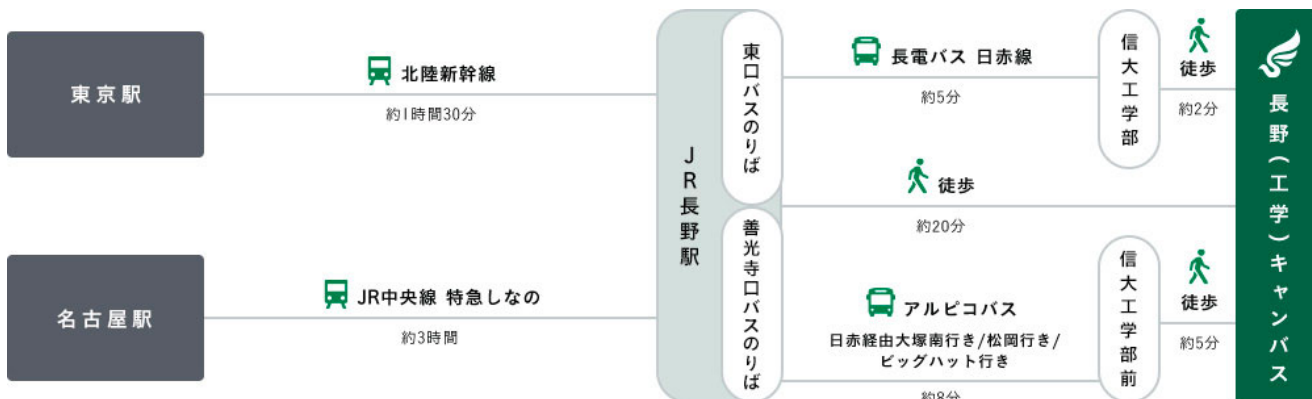 東京駅
北陸新幹線
約1時間30分
名古屋駅
JR中央線 特急しなの
約3時間
JR長野駅
東口バスのりば
善光寺口バスのりば
長電バス 日赤線
約5分
信大工学部
徒歩
約2分
徒歩
約20分
アルピコバス
日赤経由大塚南行き/松岡行き/
ビッグハット行き
約8分
信大工学部前
徒歩
約5分
長野(工学)キャンパス